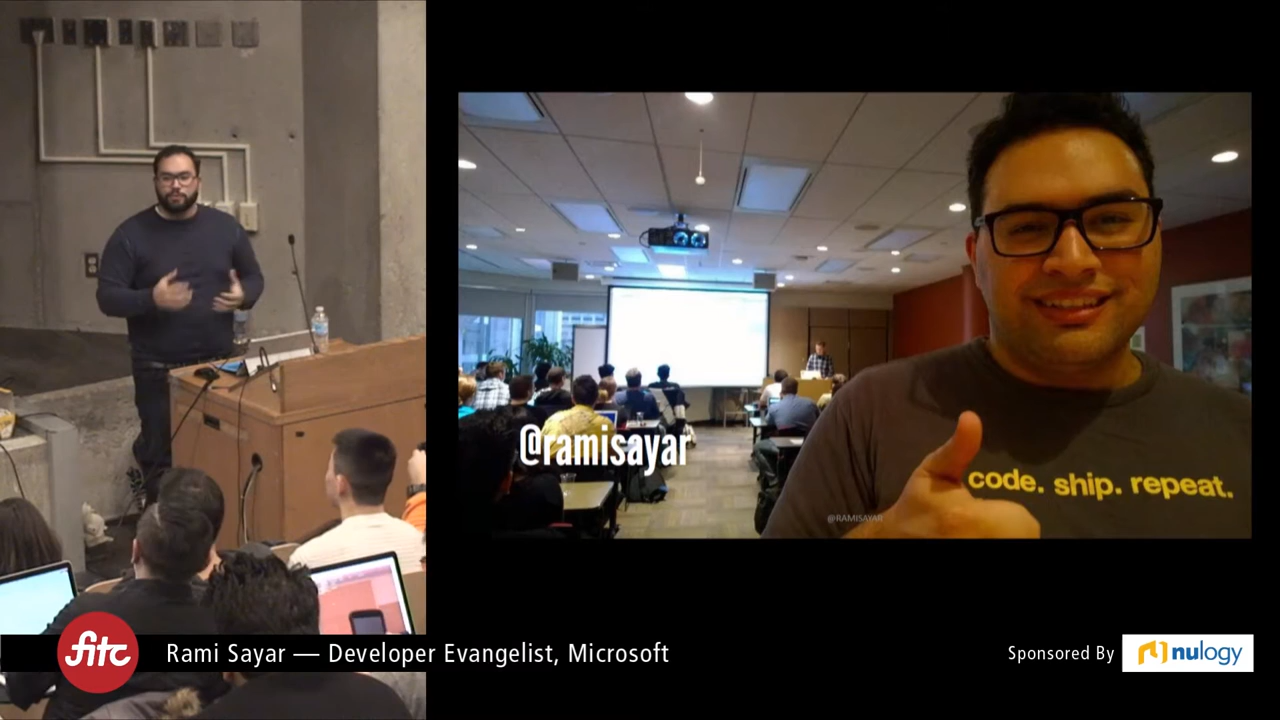 @ramisayar
code. ship. repeat.
@RAMISAYAR
fitc
Rami Sayar — Developer Evangelist, Microsoft
Sponsored By nulogy